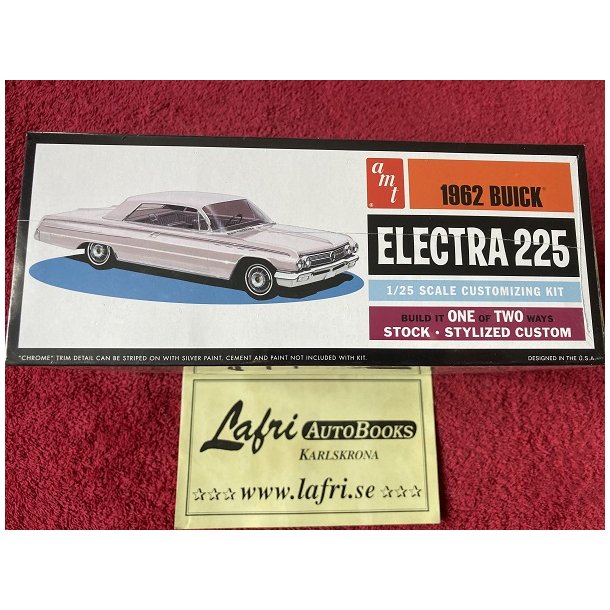 amt
®
1962 BUICK®
ELECTRA 225
1/25 SCALE CUSTOMIZING KIT
BUILD IT ONE OF TWO WAYS
STOCK • STYLIZED CUSTOM
"CHROME" TRIM DETAIL CAN BE STRIPED ON WITH SILVER PAINT. CEMENT AND PAINT NOT INCLUDED WITH KIT.
DESIGNED IN THE U.S.A.
Lafri AUTOBOOKS
KARLSKRONA
☆☆☆ www.lafri.se ☆☆☆